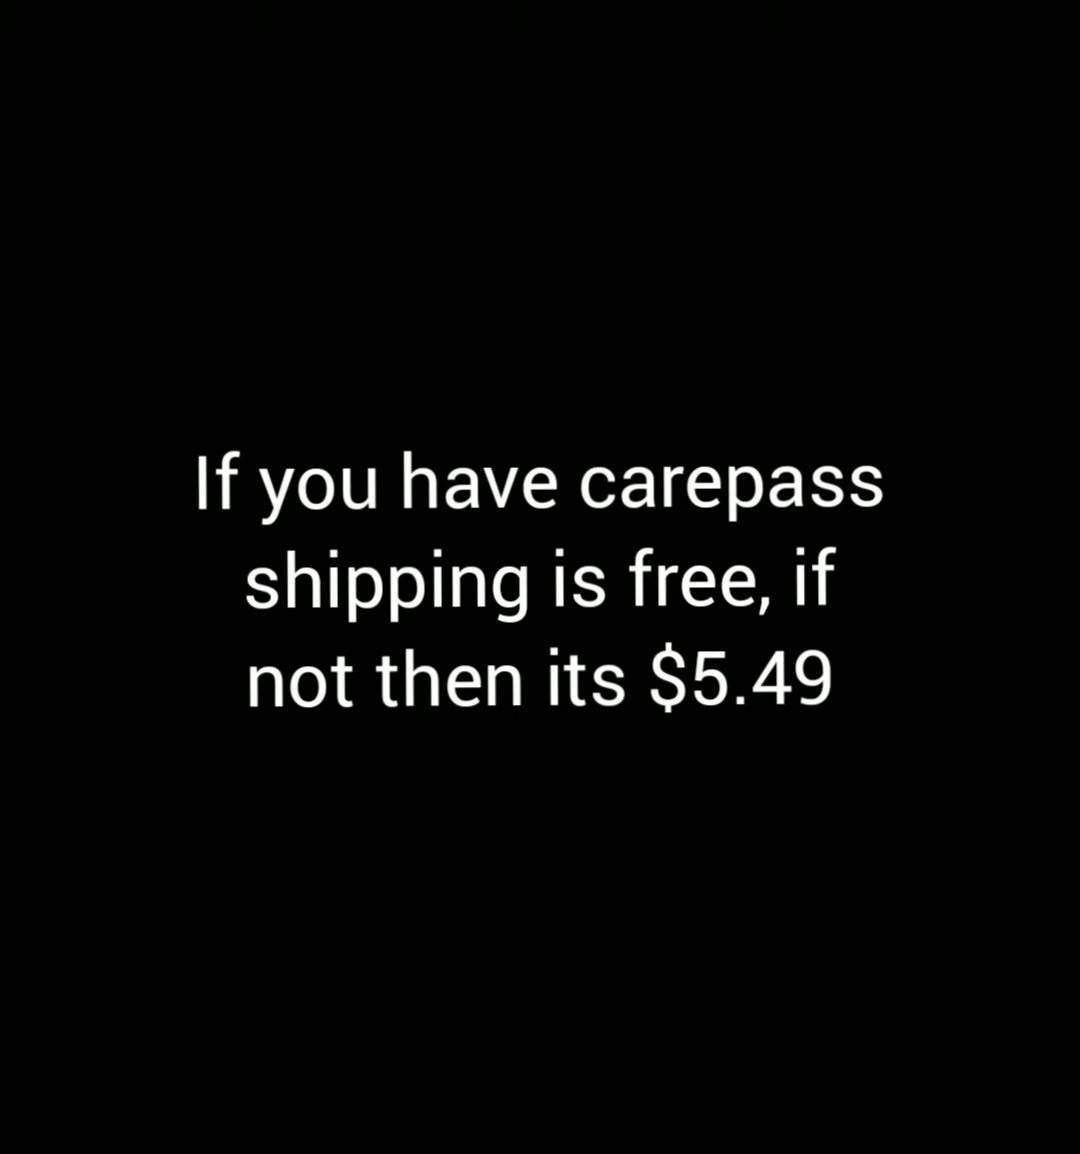 If you have carepass
shipping is free, if
not then its $5.49